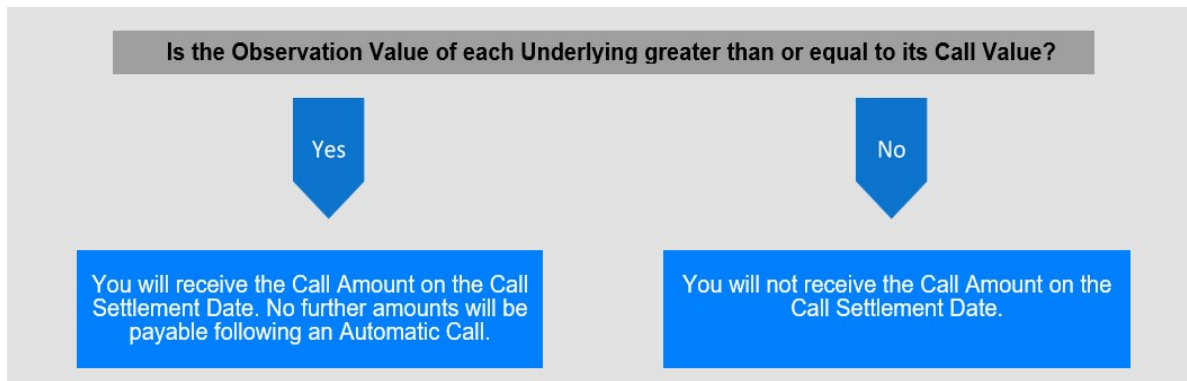 Is the Observation Value of each Underlying greater than or equal to its Call Value?
Yes
No
You will receive the Call Amount on the Call
Settlement Date. No further amounts will be
payable following an Automatic Call.
You will not receive the Call Amount on the
Call Settlement Date.